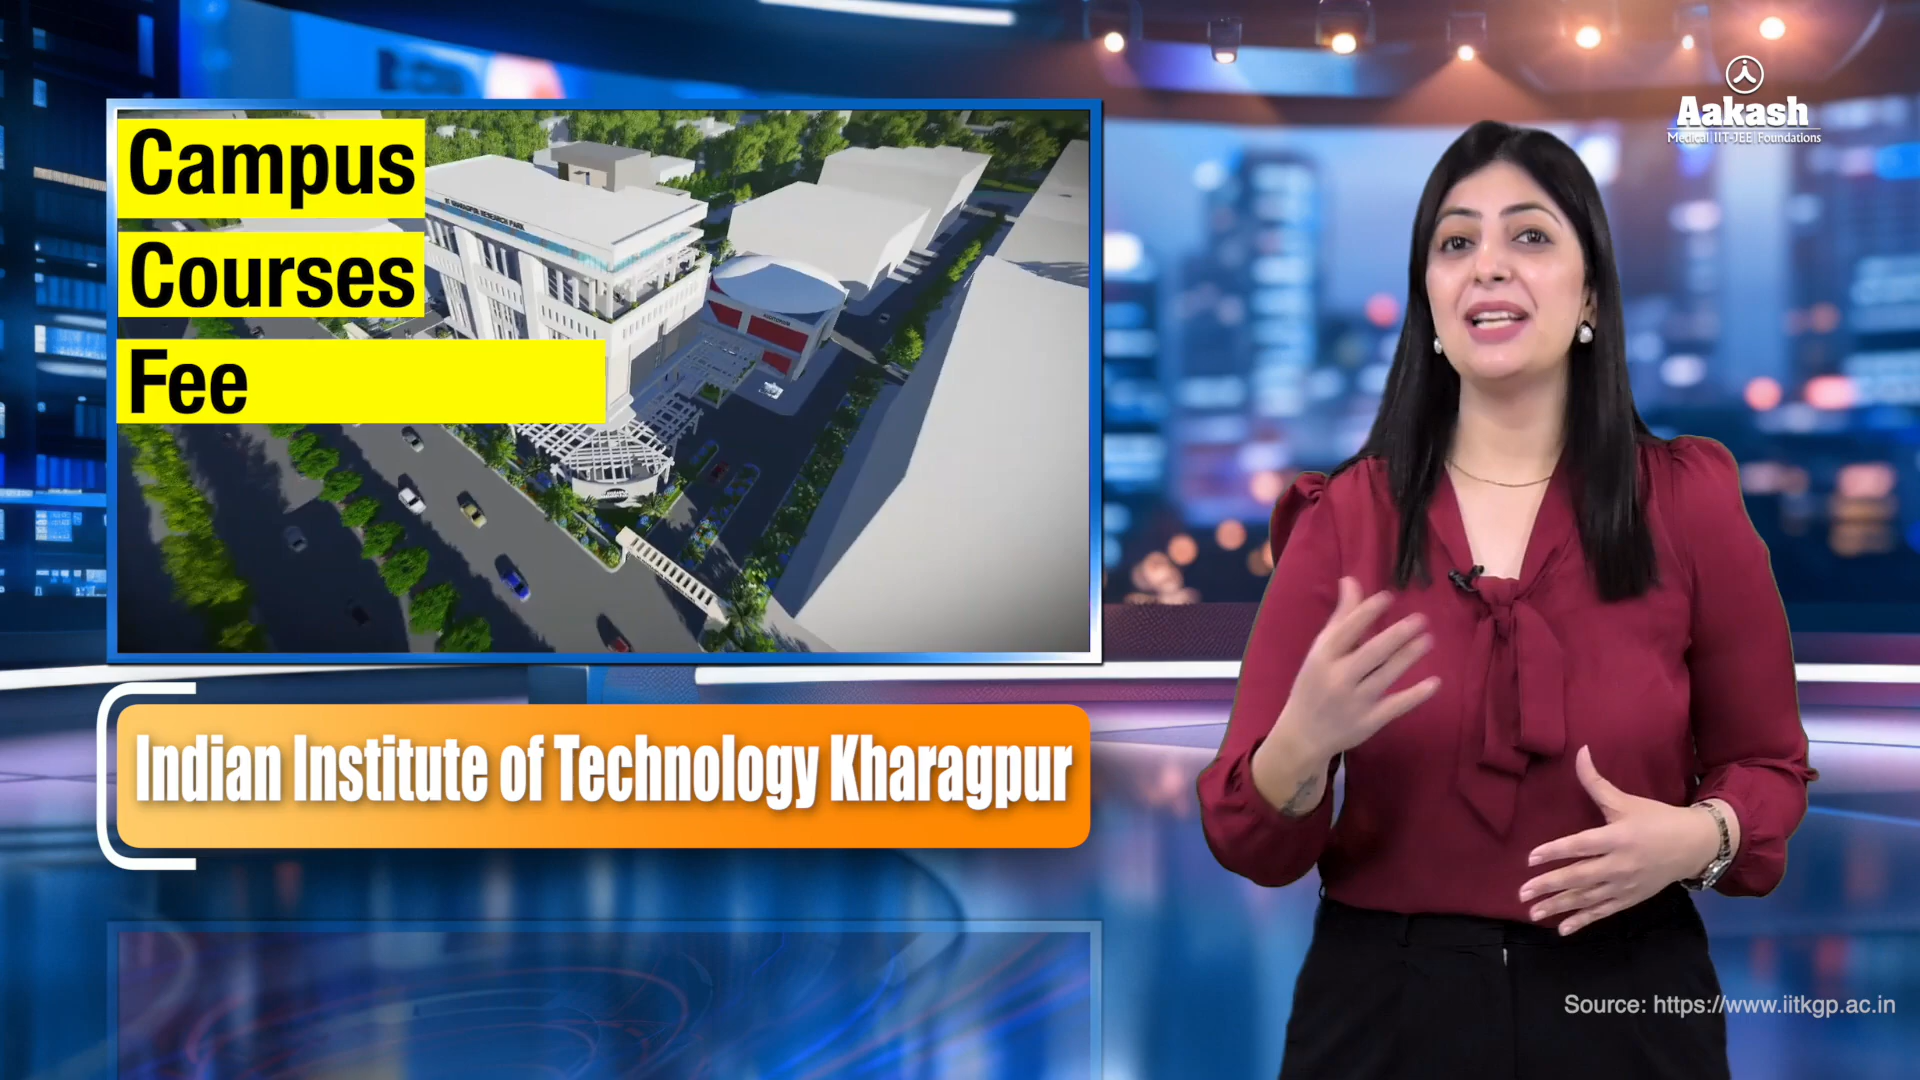 Aakash
Medical | IIT-JEE | Foundations
Campus
Courses
Fee
Indian Institute of Technology Kharagpur
Source: https://www.iitkgp.ac.in